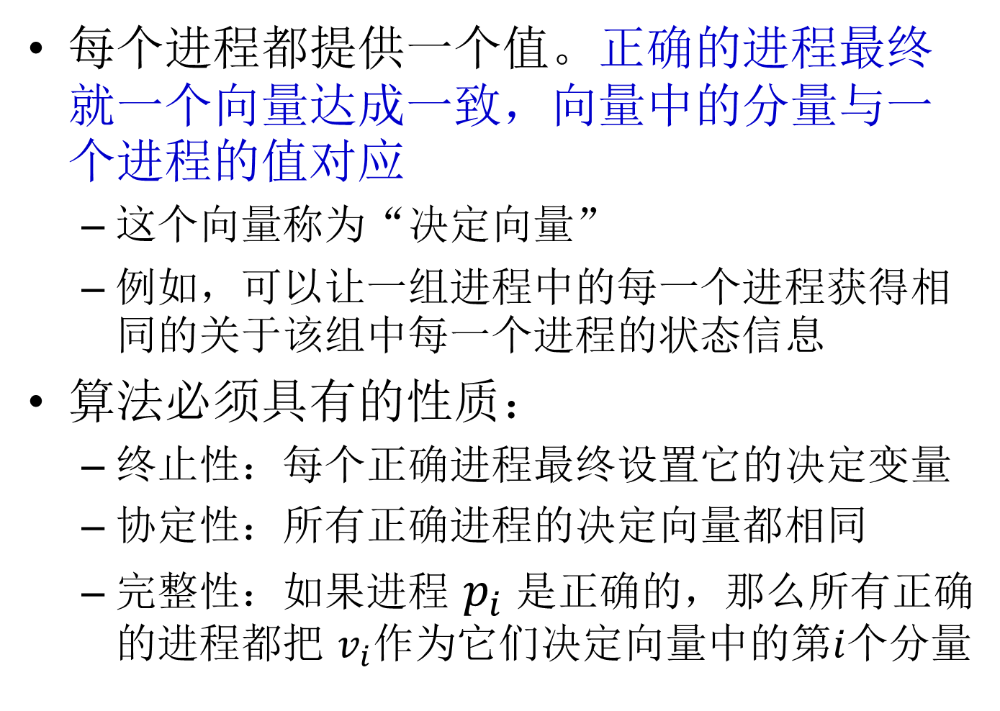 • 每个进程都提供一个值。正确的进程最终
就一个向量达成一致，向量中的分量与一
个进程的值对应
– 这个向量称为“决定向量”
– 例如，可以让一组进程中的每一个进程获得相
同的关于该组中每一个进程的状态信息
• 算法必须具有的性质：
– 终止性：每个正确进程最终设置它的决定变量
– 协定性：所有正确进程的决定向量都相同
– 完整性：如果进程 pᵢ 是正确的，那么所有正确
的进程都把 vᵢ作为它们决定向量中的第i个分量